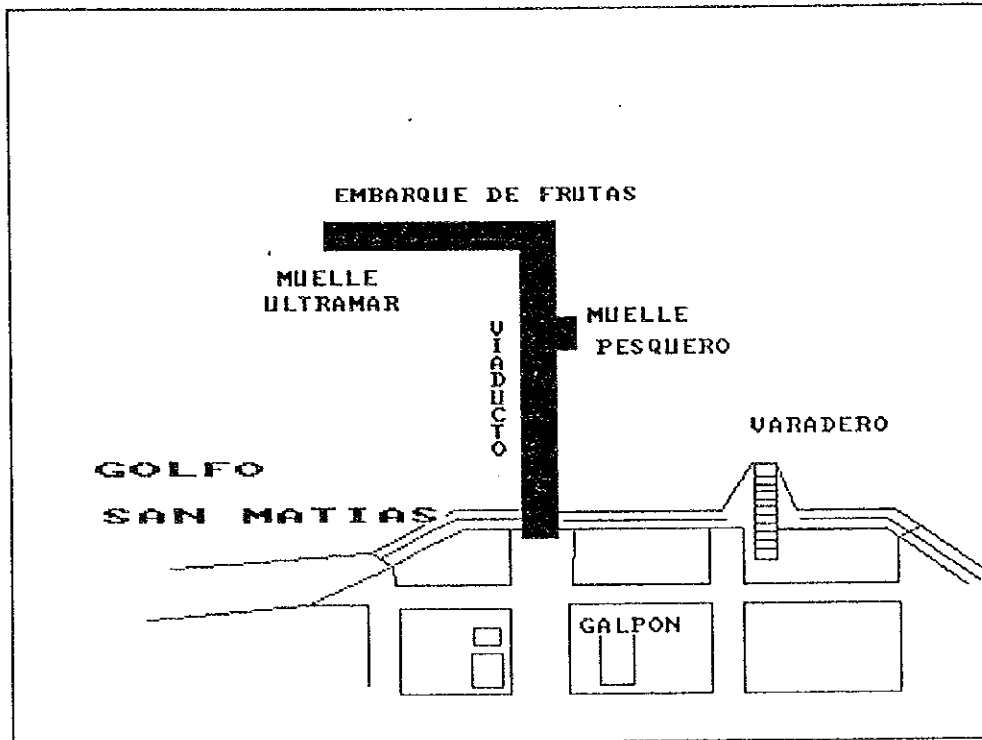 EMBARQUE DE FRUTAS
MUELLE
ULTRAMAR
VIADUCTO
MUELLE
PESQUERO
VARADERO
GOLFO
SAN MATIAS
GALPON